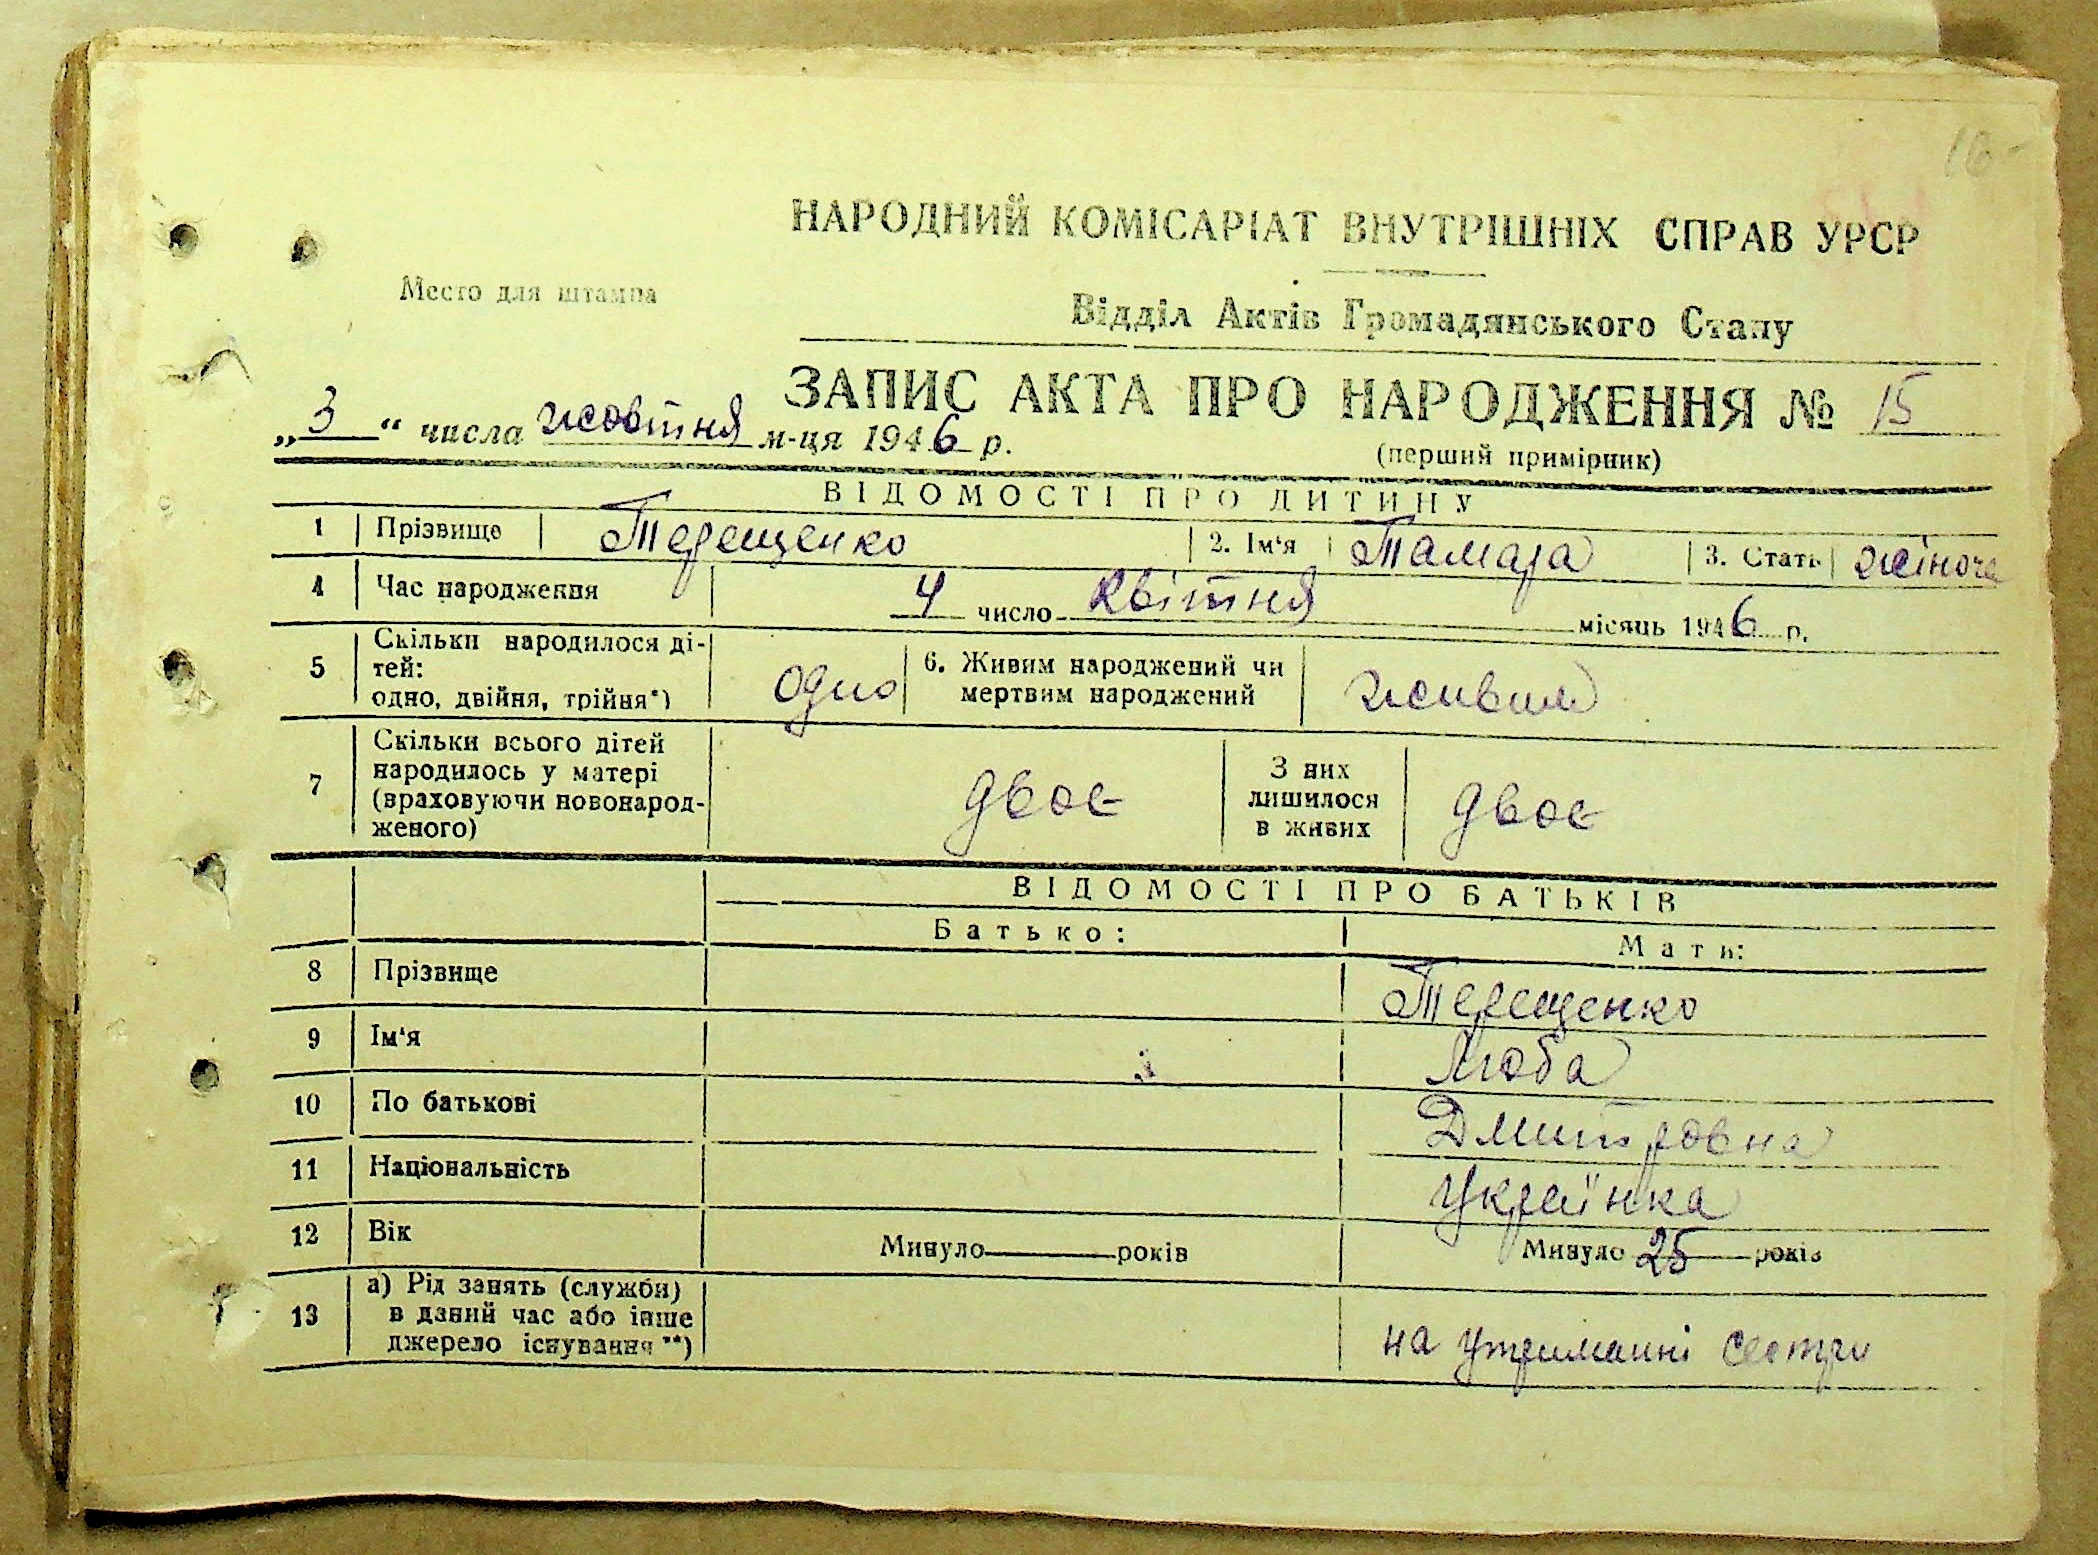 16
НАРОДНИЙ КОМІСАРІАТ ВНУТРІШНІХ СПРАВ УРСР
Место для штампа
Відділ Актів Громадянського Стану
ЗАПИС АКТА ПРО НАРОДЖЕННЯ № 15
„3“ числа жовтня м-ця 1946 р.
(перший примірник)
ВІДОМОСТІ ПРО ДИТИНУ
1 Прізвище Терещенко 2. Ім‘я Тамара 3. Стать жіноча
4 Час народження 4 число квітня місяць 1946 р.
5 Скільки народилося ді-
тей:
одно, двійня, трійня*) одно
6. Живим народжений чи
мертвим народжений живим
7 Скільки всього дітей
народилось у матері
(враховуючи новонарод-
женого) двоє
З них
лишилося
в живих двоє
ВІДОМОСТІ ПРО БАТЬКІВ
Батько: Мати:
8 Прізвище Терещенко
9 Ім‘я Люба
10 По батькові Дмитровна
11 Національність Українка
12 Вік Минуло років Минуло 25 років
13 а) Рід занять (служби)
в даний час або інше
джерело існування**) на утриманні сестри